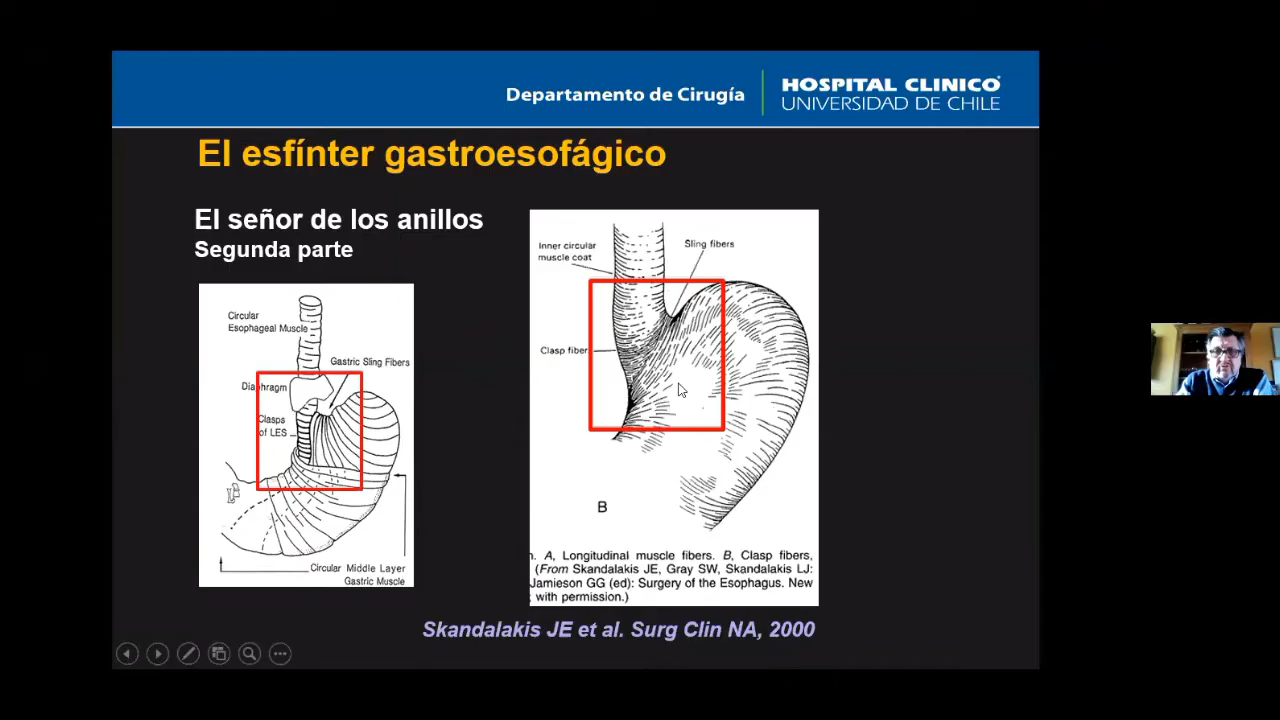 Departamento de Cirugía
HOSPITAL CLINICO
UNIVERSIDAD DE CHILE
El esfínter gastroesofágico
El señor de los anillos
Segunda parte
Circular
Esophageal Muscle
Gastric Sling Fibers
Diaphragm
Clasps
of LES
Circular Middle Layer
Gastric Muscle
Inner circular
muscle coat
Sling fibers
Clasp fibers
B
n. A, Longitudinal muscle fibers. B, Clasp fibers,
(From Skandalakis JE, Gray SW, Skandalakis LJ:
Jamieson GG (ed): Surgery of the Esophagus. New
with permission.)
Skandalakis JE et al. Surg Clin NA, 2000